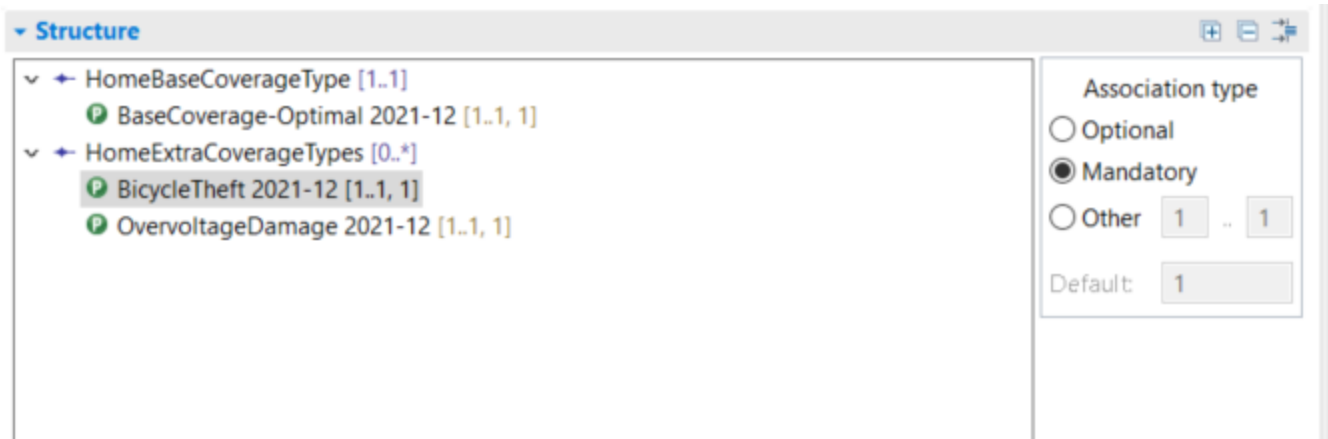 Structure
HomeBaseCoverageType [1..1]
BaseCoverage-Optimal 2021-12 [1..1, 1]
HomeExtraCoverageTypes [0..*]
BicycleTheft 2021-12 [1..1, 1]
OvervoltageDamage 2021-12 [1..1, 1]
Association type
Optional
Mandatory
Other 1 .. 1
Default: 1